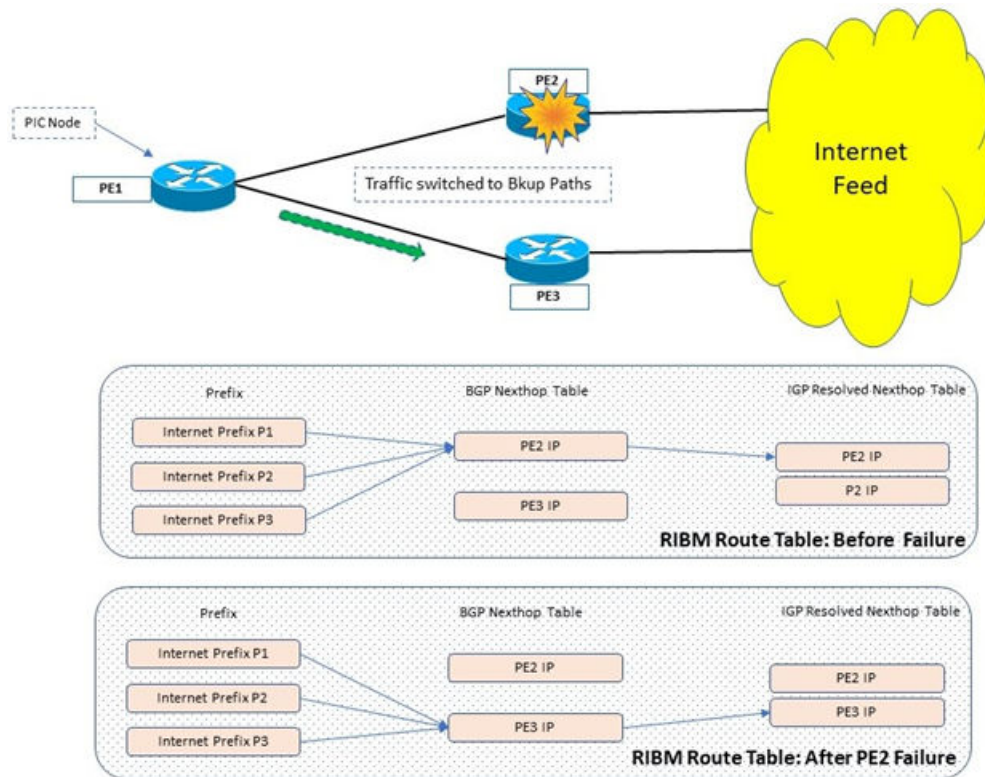 PE2
PIC Node
PE1
Traffic switched to Bkup Paths
Internet
Feed
PE3
Prefix
BGP Nexthop Table
IGP Resolved Nexthop Table
Internet Prefix P1
PE2 IP
PE2 IP
Internet Prefix P2
P2 IP
PE3 IP
Internet Prefix P3
RIBM Route Table: Before Failure
Prefix
BGP Nexthop Table
IGP Resolved Nexthop Table
Internet Prefix P1
PE2 IP
PE2 IP
Internet Prefix P2
PE3 IP
PE3 IP
Internet Prefix P3
RIBM Route Table: After PE2 Failure